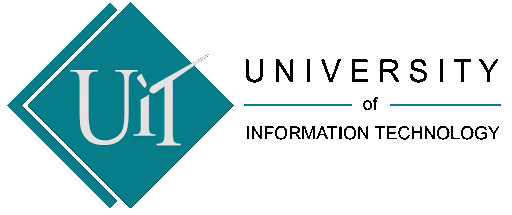 UiT
UNIVERSITY
of
INFORMATION TECHNOLOGY